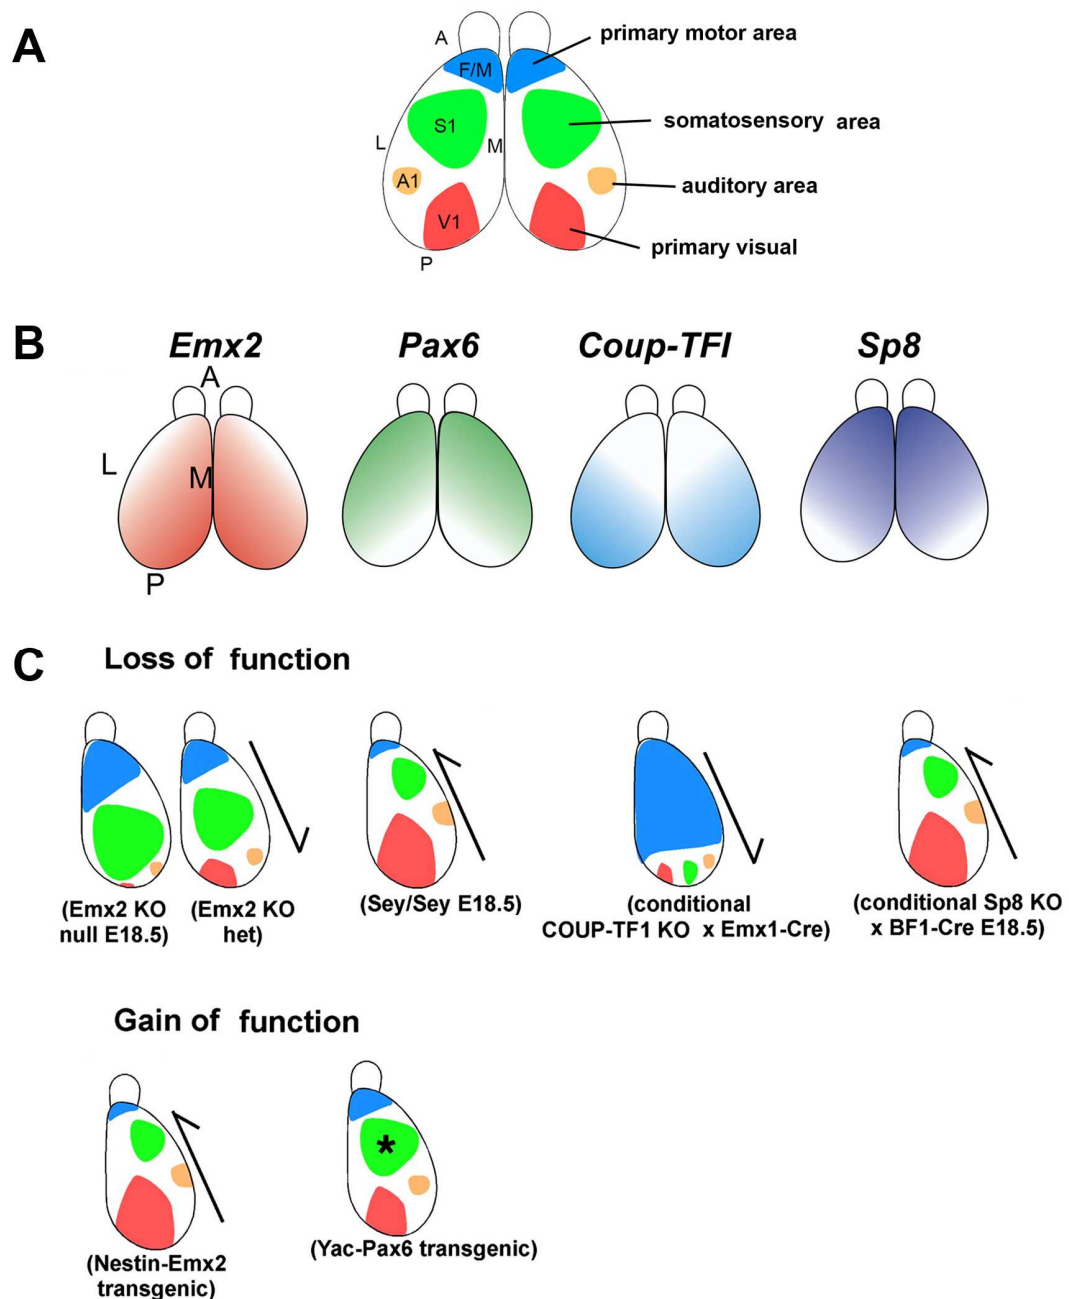 A
A
F/M
primary motor area
S1
somatosensory area
L
M
A1
auditory area
V1
primary visual
P
B
Emx2
Pax6
Coup-TFI
Sp8
A
L
M
P
C
Loss of function
(Emx2 KO
null E18.5)
(Emx2 KO
het)
(Sey/Sey E18.5)
(conditional
COUP-TF1 KO x Emx1-Cre)
(conditional Sp8 KO
x BF1-Cre E18.5)
Gain of function
*
(Nestin-Emx2
transgenic)
(Yac-Pax6 transgenic)